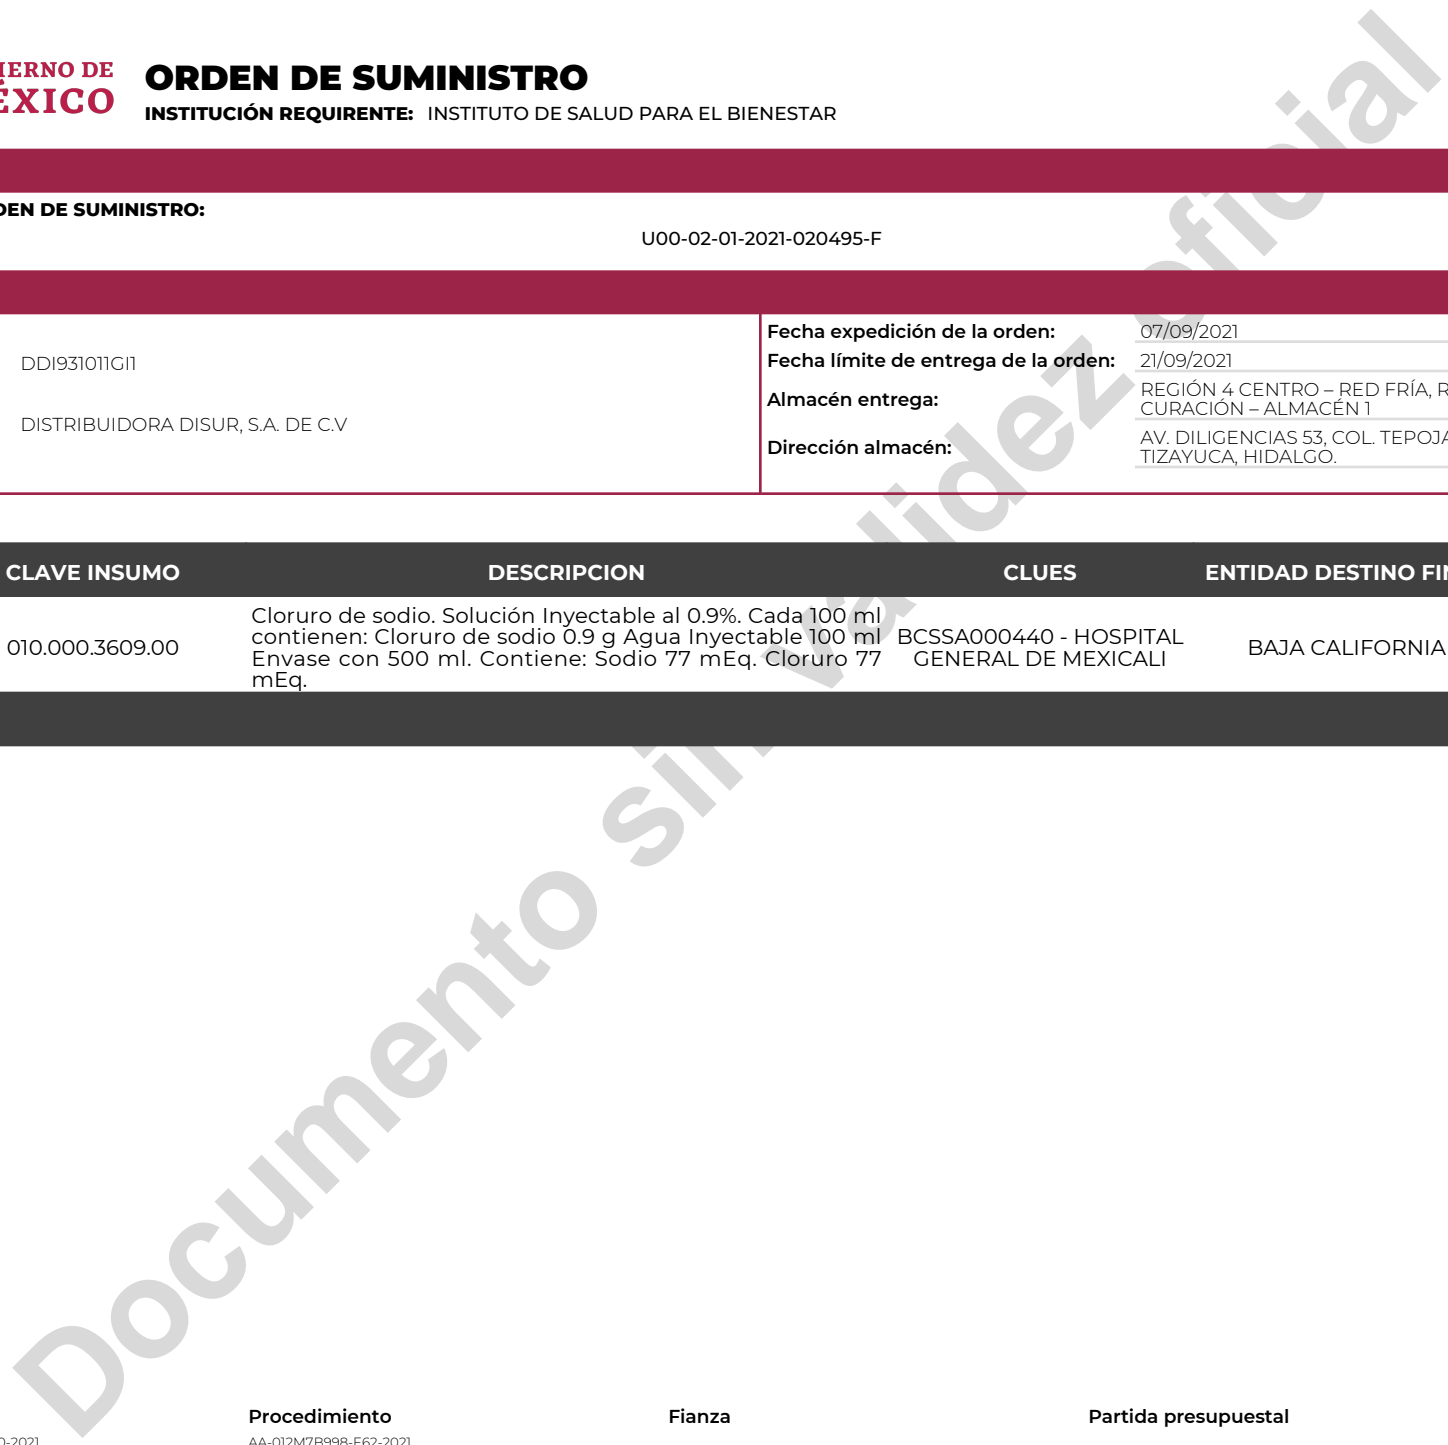 ORDEN DE SUMINISTRO
INSTITUCIÓN REQUIRENTE: INSTITUTO DE SALUD PARA EL BIENESTAR
DE
MÉXICO
DE SUMINISTRO:
U00-02-01-2021-020495-F
DDI931011GI1
DISTRIBUIDORA DISUR, S.A. DE C.V
Fecha expedición de la orden: 07/09/2021
Fecha límite de entrega de la orden: 21/09/2021
Almacén entrega: REGIÓN 4 CENTRO – RED FRÍA,
CURACIÓN – ALMACÉN 1
Dirección almacén: AV. DILIGENCIAS 53, COL.
TIZAYUCA, HIDALGO.
CLAVE INSUMO DESCRIPCION CLUES ENTIDAD DESTINO
010.000.3609.00
Cloruro de sodio. Solución Inyectable al 0.9%. Cada 100 ml
contienen: Cloruro de sodio 0.9 g Agua Inyectable 100 ml
Envase con 500 ml. Contiene: Sodio 77 mEq. Cloruro 77
mEq.
BCSSA000440 - HOSPITAL
GENERAL DE MEXICALI
BAJA CALIFORNIA
Documento sin validez oficial
Procedimiento Fianza Partida presupuestal
AA-012M7B998-E62-2021